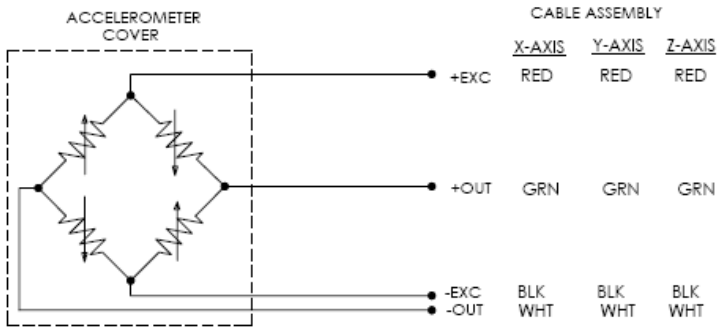 ACCELEROMETER
COVER
CABLE ASSEMBLY
X-AXIS Y-AXIS Z-AXIS
+EXC RED RED RED
+OUT GRN GRN GRN
-EXC BLK BLK BLK
-OUT WHT WHT WHT